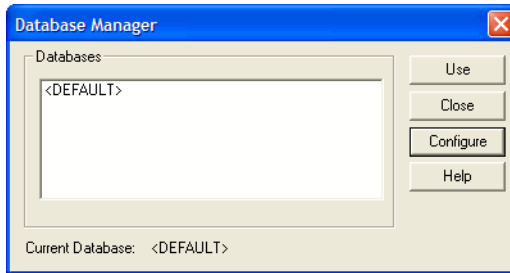 Database Manager
Databases
<DEFAULT>
Use
Close
Configure
Help
Current Database: <DEFAULT>